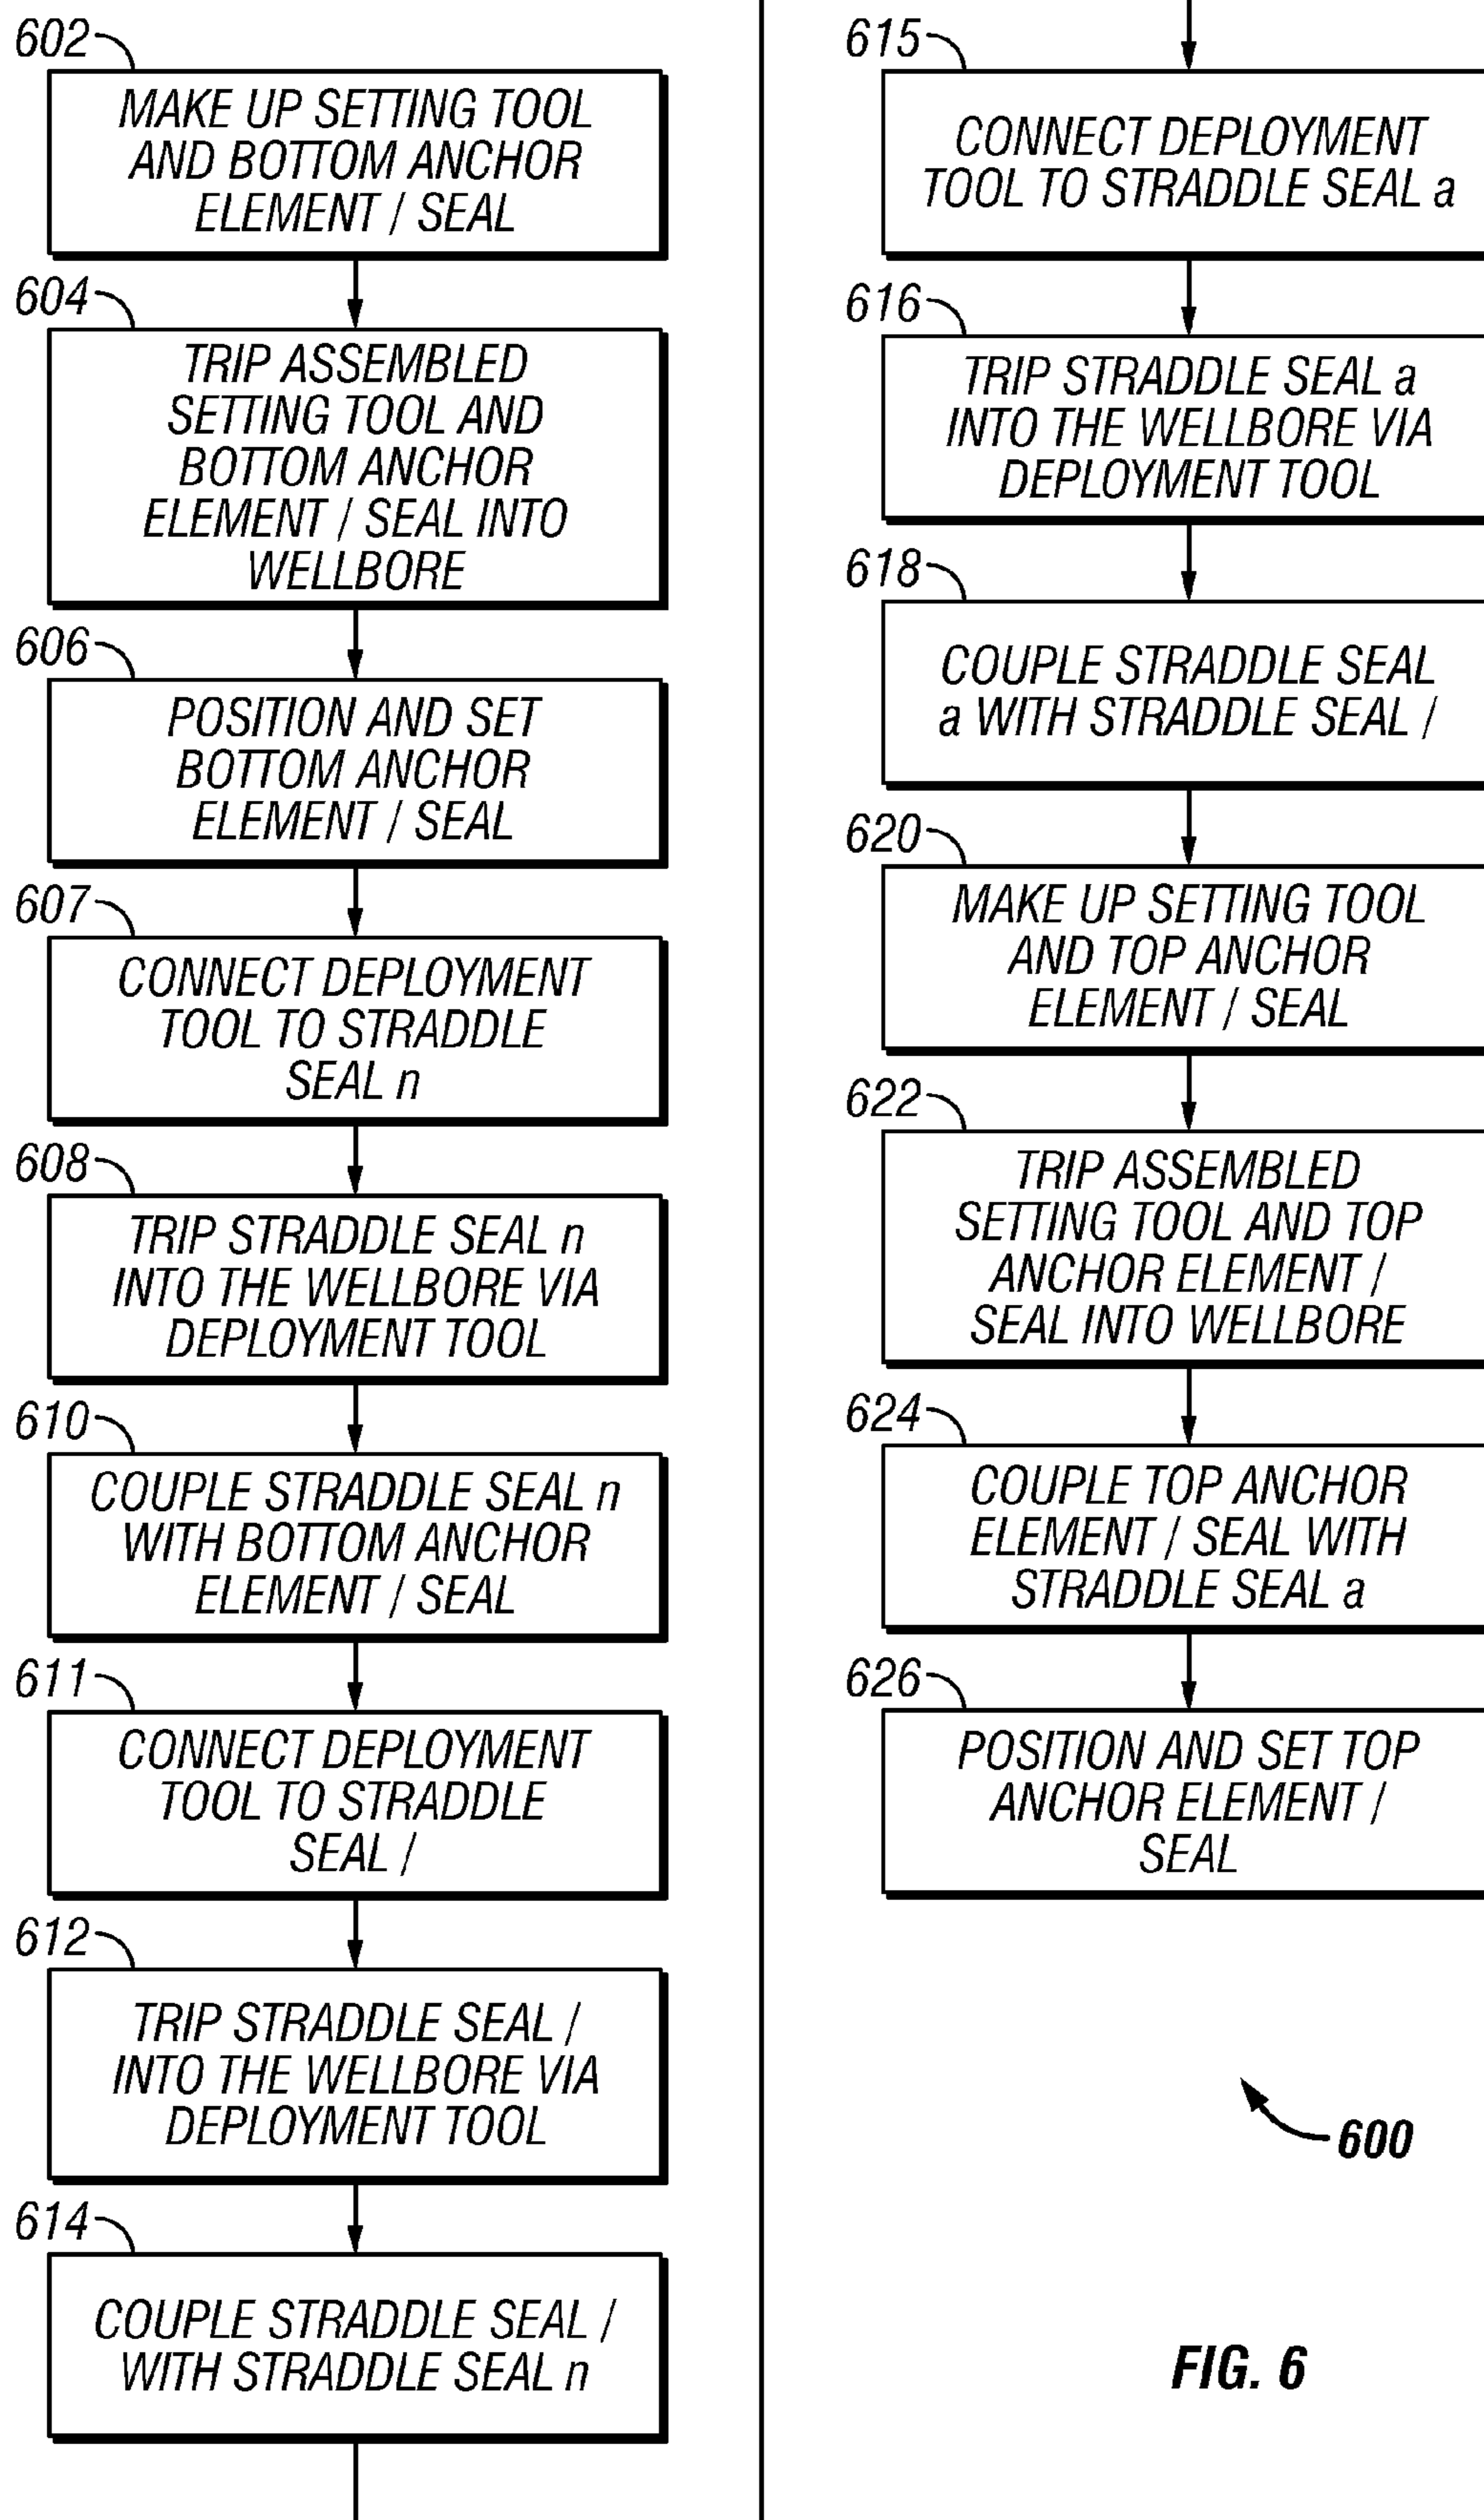 602
MAKE UP SETTING TOOL
AND BOTTOM ANCHOR
ELEMENT / SEAL
604
TRIP ASSEMBLED
SETTING TOOL AND
BOTTOM ANCHOR
ELEMENT / SEAL INTO
WELLBORE
606
POSITION AND SET
BOTTOM ANCHOR
ELEMENT / SEAL
607
CONNECT DEPLOYMENT
TOOL TO STRADDLE
SEAL n
608
TRIP STRADDLE SEAL n
INTO THE WELLBORE VIA
DEPLOYMENT TOOL
610
COUPLE STRADDLE SEAL n
WITH BOTTOM ANCHOR
ELEMENT / SEAL
611
CONNECT DEPLOYMENT
TOOL TO STRADDLE
SEAL /
612
TRIP STRADDLE SEAL /
INTO THE WELLBORE VIA
DEPLOYMENT TOOL
614
COUPLE STRADDLE SEAL /
WITH STRADDLE SEAL n
615
CONNECT DEPLOYMENT
TOOL TO STRADDLE SEAL a
616
TRIP STRADDLE SEAL a
INTO THE WELLBORE VIA
DEPLOYMENT TOOL
618
COUPLE STRADDLE SEAL
a WITH STRADDLE SEAL /
620
MAKE UP SETTING TOOL
AND TOP ANCHOR
ELEMENT / SEAL
622
TRIP ASSEMBLED
SETTING TOOL AND TOP
ANCHOR ELEMENT /
SEAL INTO WELLBORE
624
COUPLE TOP ANCHOR
ELEMENT / SEAL WITH
STRADDLE SEAL a
626
POSITION AND SET TOP
ANCHOR ELEMENT /
SEAL
600
FIG. 6